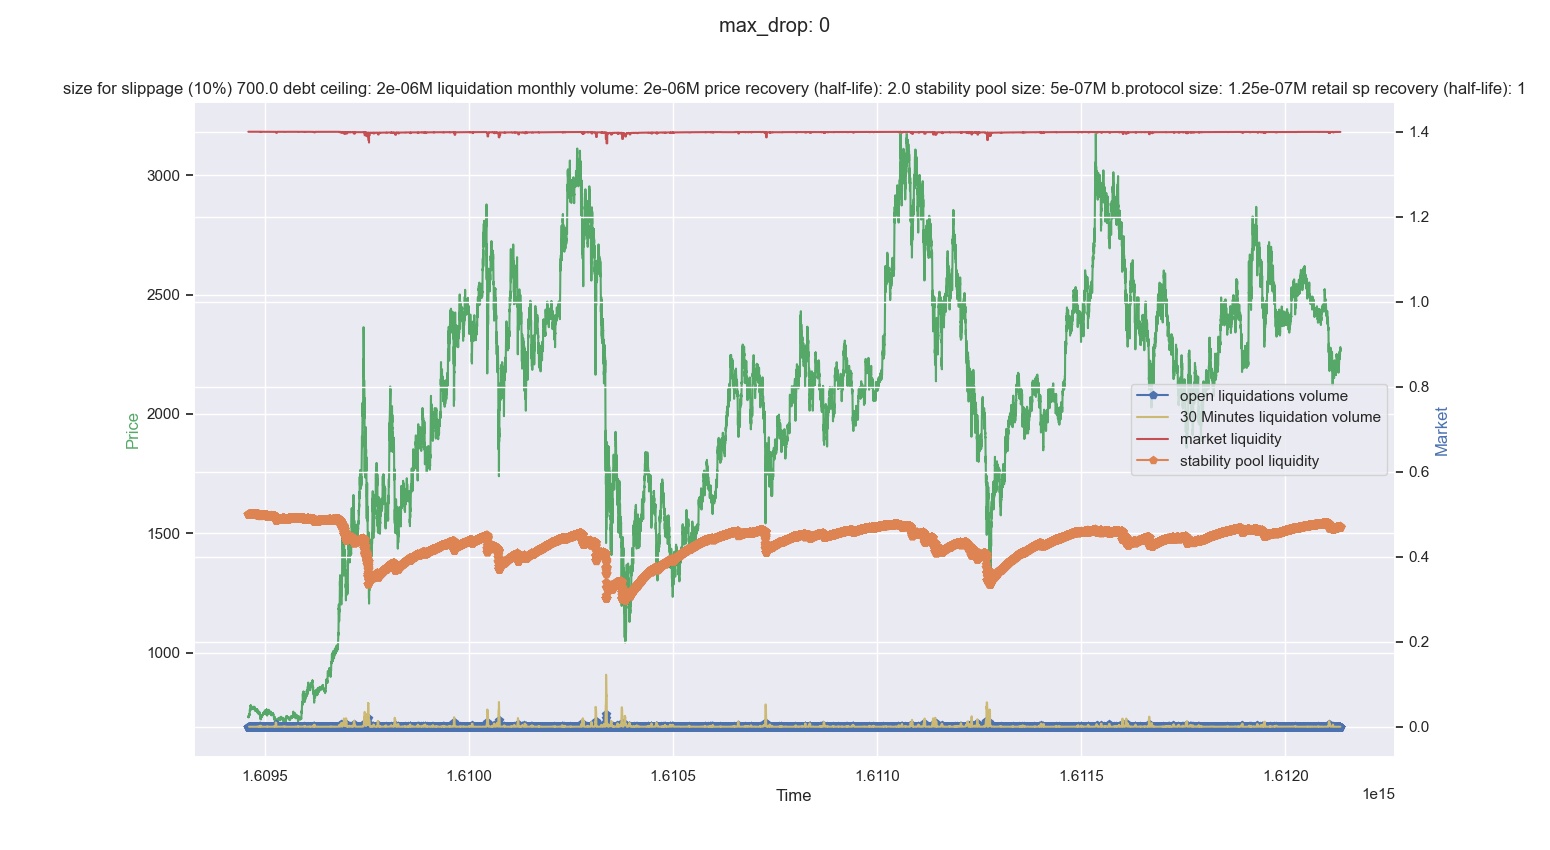 max_drop: 0
size for slippage (10%) 700.0 debt ceiling: 2e-06M liquidation monthly volume: 2e-06M price recovery (half-life): 2.0 stability pool size: 5e-07M b.protocol size: 1.25e-07M retail sp recovery (half-life): 1
3000
2500
2000
1500
1000
Price
1.4
1.2
1.0
0.8
0.6
0.4
0.2
0.0
Market
open liquidations volume
30 Minutes liquidation volume
market liquidity
stability pool liquidity
1.6095 1.6100 1.6105 1.6110 1.6115 1.6120
Time
1e15